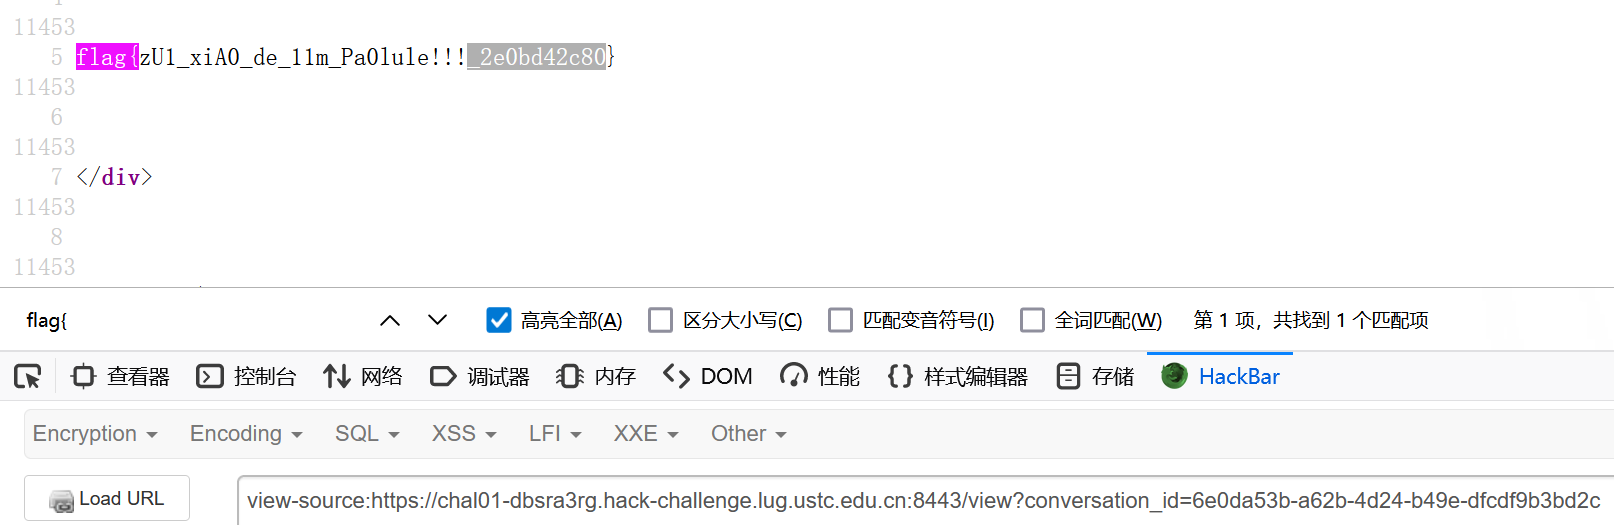 11453
5 flag{zU1_xiA0_de_11m_Pa0lule!!!_2e0bd42c80}
11453
6
11453
7 </div>
11453
8
11453
flag{ 高亮全部(A) 区分大小写(C) 匹配变音符号(I) 全词匹配(W) 第 1 项，共找到 1 个匹配项
查看器 控制台 网络 调试器 内存 DOM 性能 样式编辑器 存储 HackBar
Encryption Encoding SQL XSS LFI XXE Other
Load URL view-source:https://chal01-dbsra3rg.hack-challenge.lug.ustc.edu.cn:8443/view?conversation_id=6e0da53b-a62b-4d24-b49e-dfcdf9b3bd2c